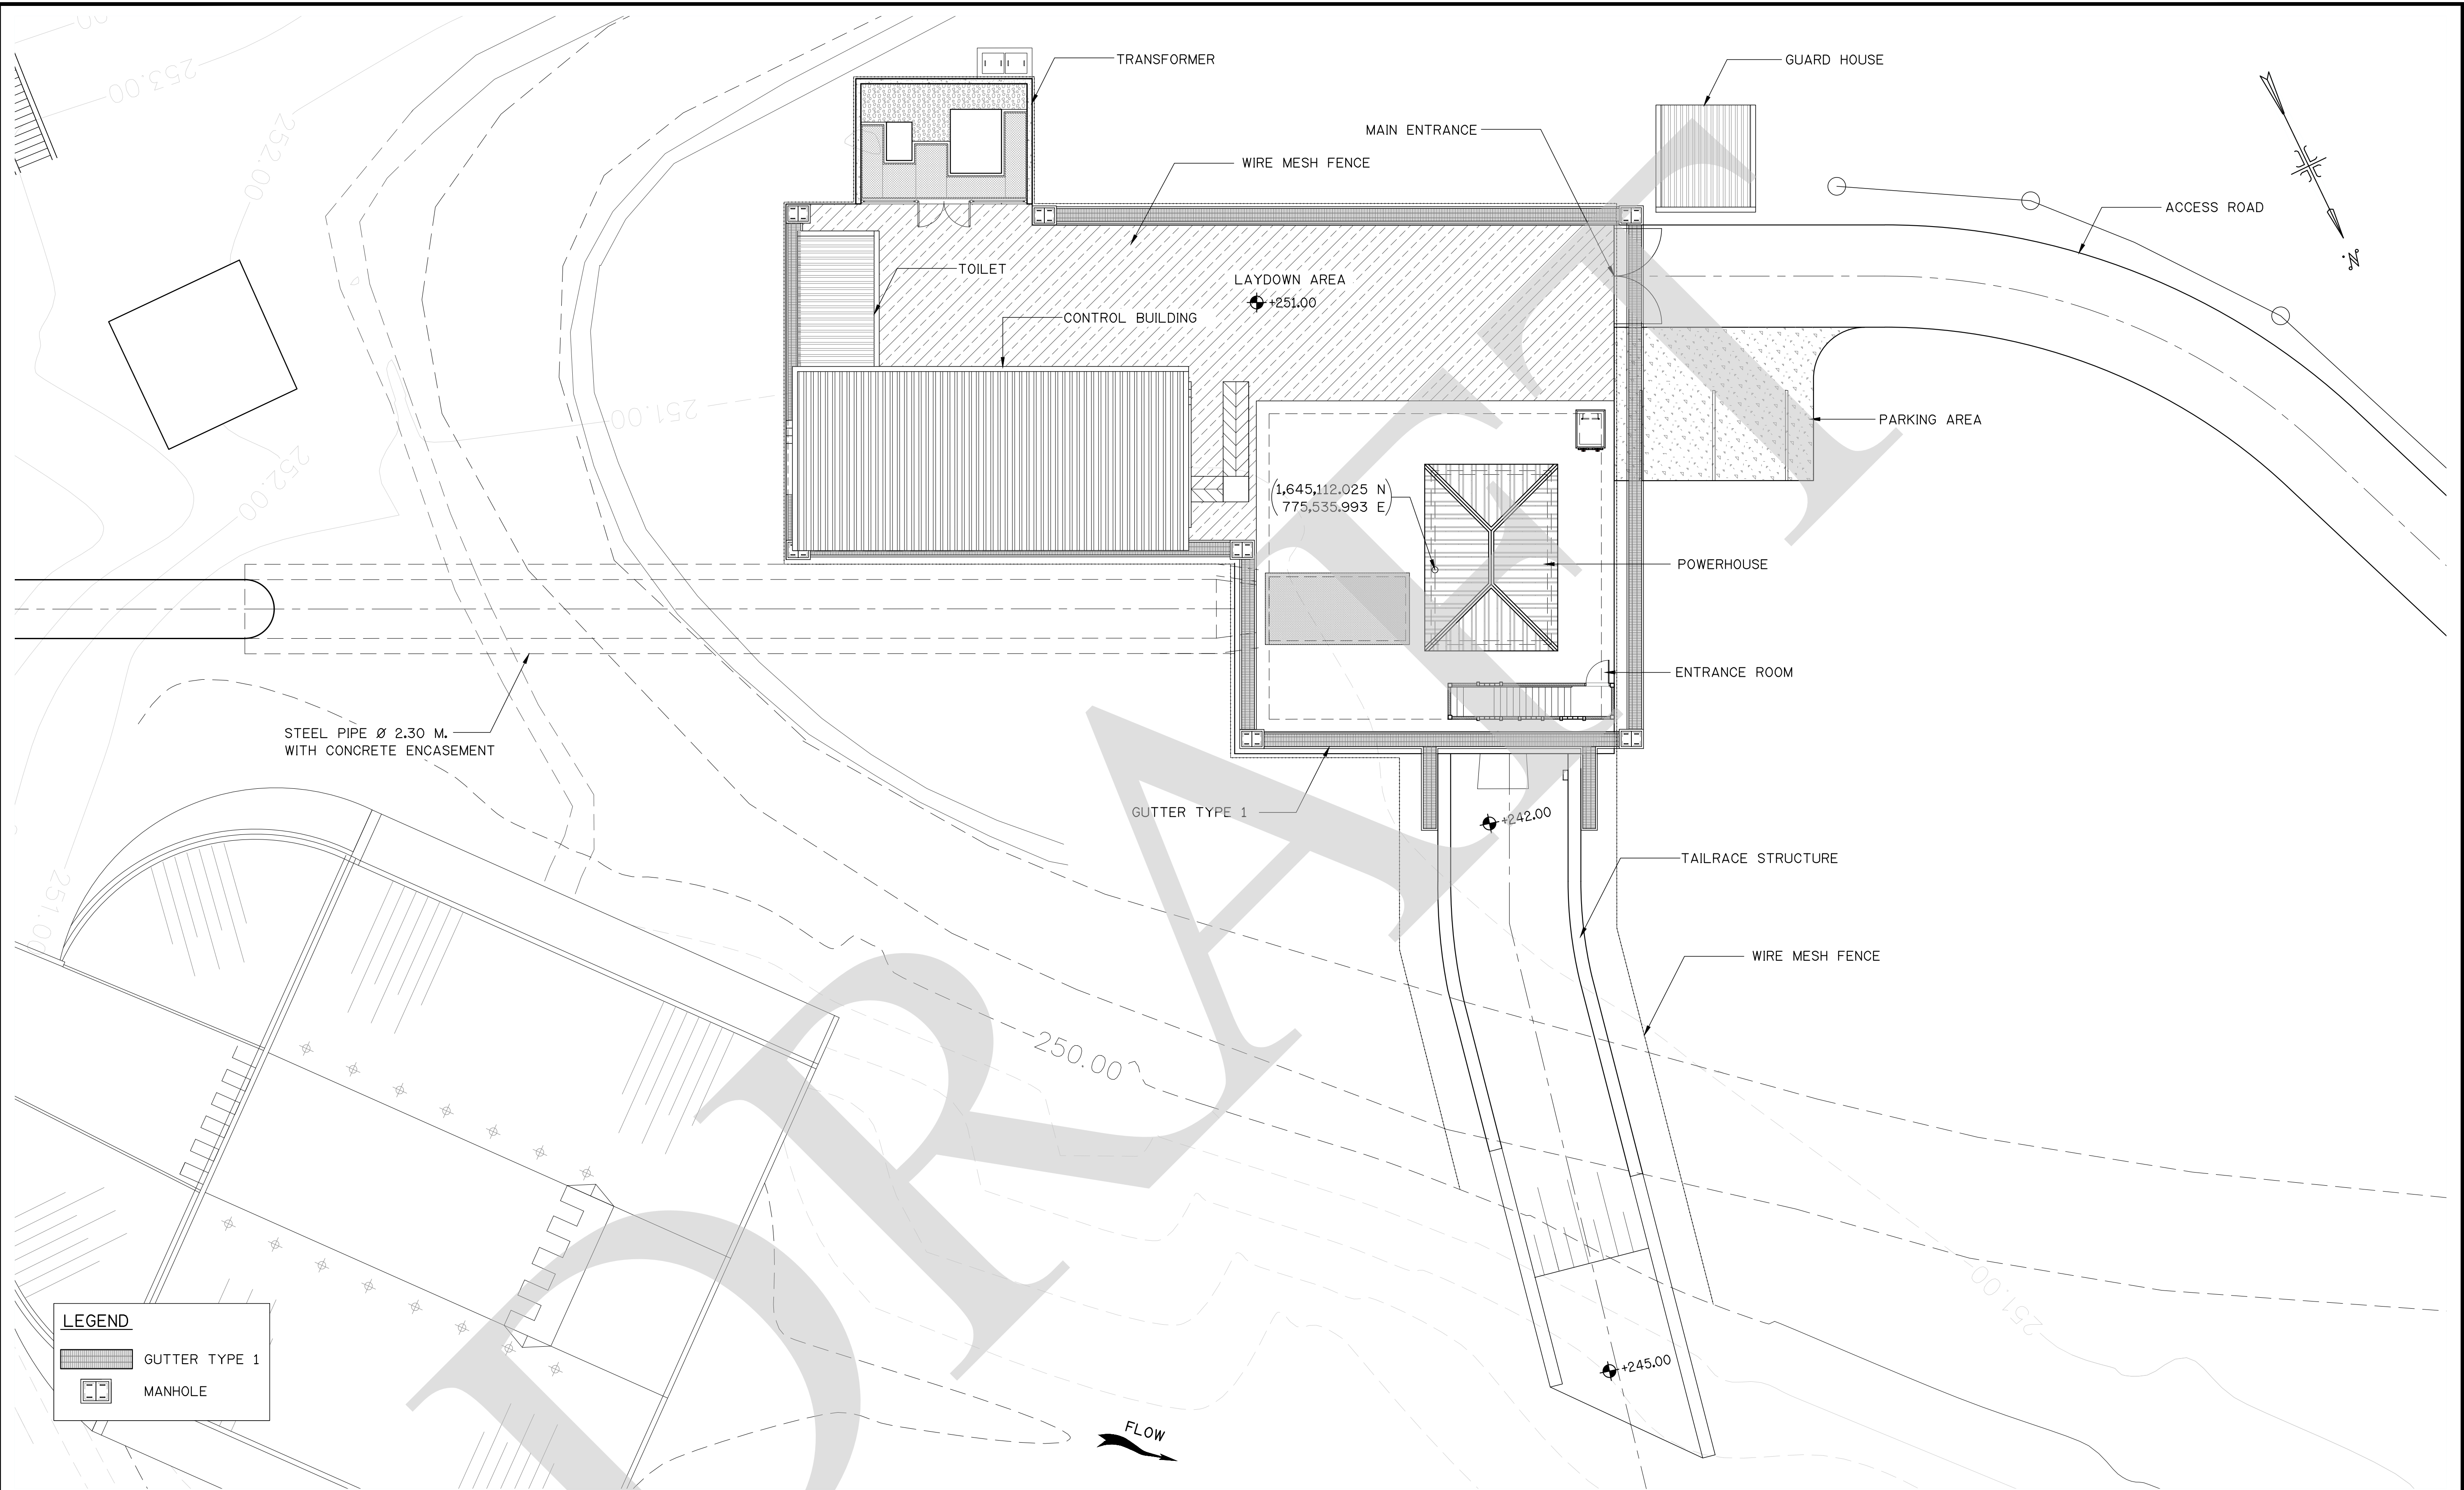 TRANSFORMER
GUARD HOUSE
253.00
MAIN ENTRANCE
WIRE MESH FENCE
252.00
ACCESS ROAD
N
TOILET
LAYDOWN AREA
+251.00
CONTROL BUILDING
251.00
PARKING AREA
252.00
(1,645,112.025 N
775,535.993 E)
POWERHOUSE
ENTRANCE ROOM
STEEL PIPE Ø 2.30 M.
WITH CONCRETE ENCASEMENT
GUTTER TYPE 1
+242.00
TAILRACE STRUCTURE
251.00
WIRE MESH FENCE
250.00
251.00
LEGEND
GUTTER TYPE 1
MANHOLE
+245.00
FLOW
DRAFT